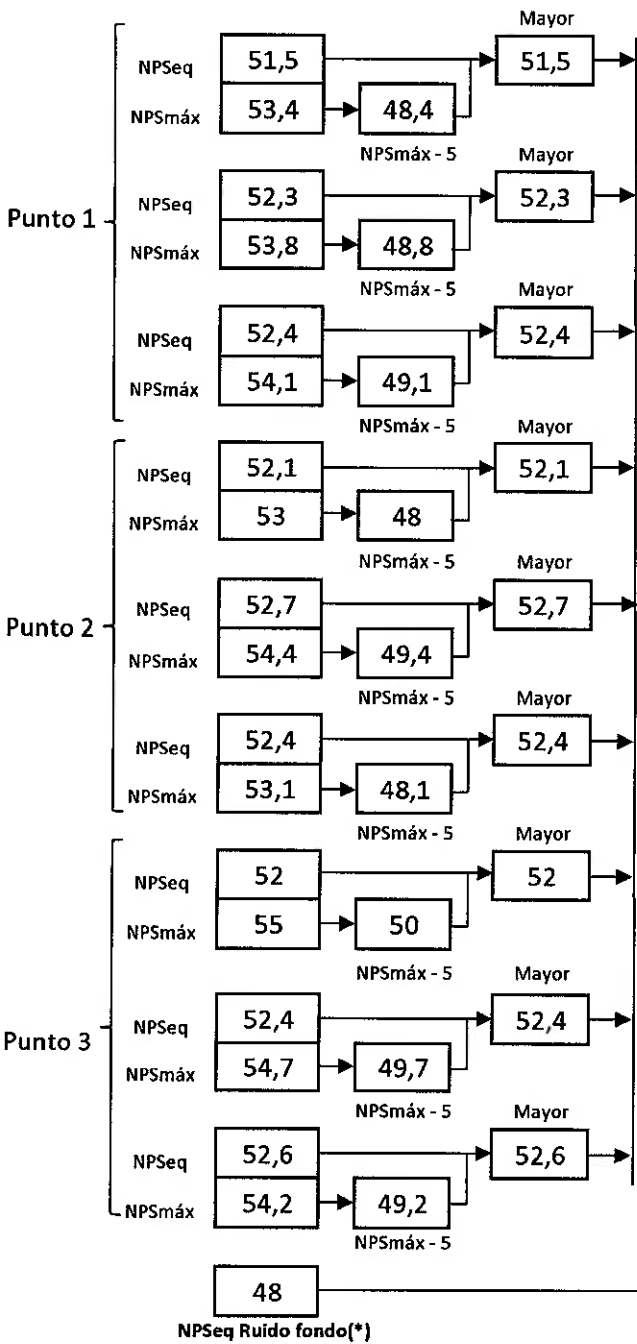 Mayor
NPSeq 51,5 51,5
NPSmáx 53,4 48,4
NPSmáx - 5
Mayor
NPSeq 52,3 52,3
Punto 1
NPSmáx 53,8 48,8
NPSmáx - 5
Mayor
NPSeq 52,4 52,4
NPSmáx 54,1 49,1
NPSmáx - 5
Mayor
NPSeq 52,1 52,1
NPSmáx 53 48
NPSmáx - 5
Mayor
NPSeq 52,7 52,7
Punto 2
NPSmáx 54,4 49,4
NPSmáx - 5
Mayor
NPSeq 52,4 52,4
NPSmáx 53,1 48,1
NPSmáx - 5
Mayor
NPSeq 52 52
NPSmáx 55 50
NPSmáx - 5
Mayor
NPSeq 52,4 52,4
Punto 3
NPSmáx 54,7 49,7
NPSmáx - 5
Mayor
NPSeq 52,6 52,6
NPSmáx 54,2 49,2
NPSmáx - 5
48
NPSeq Ruido fondo(*)